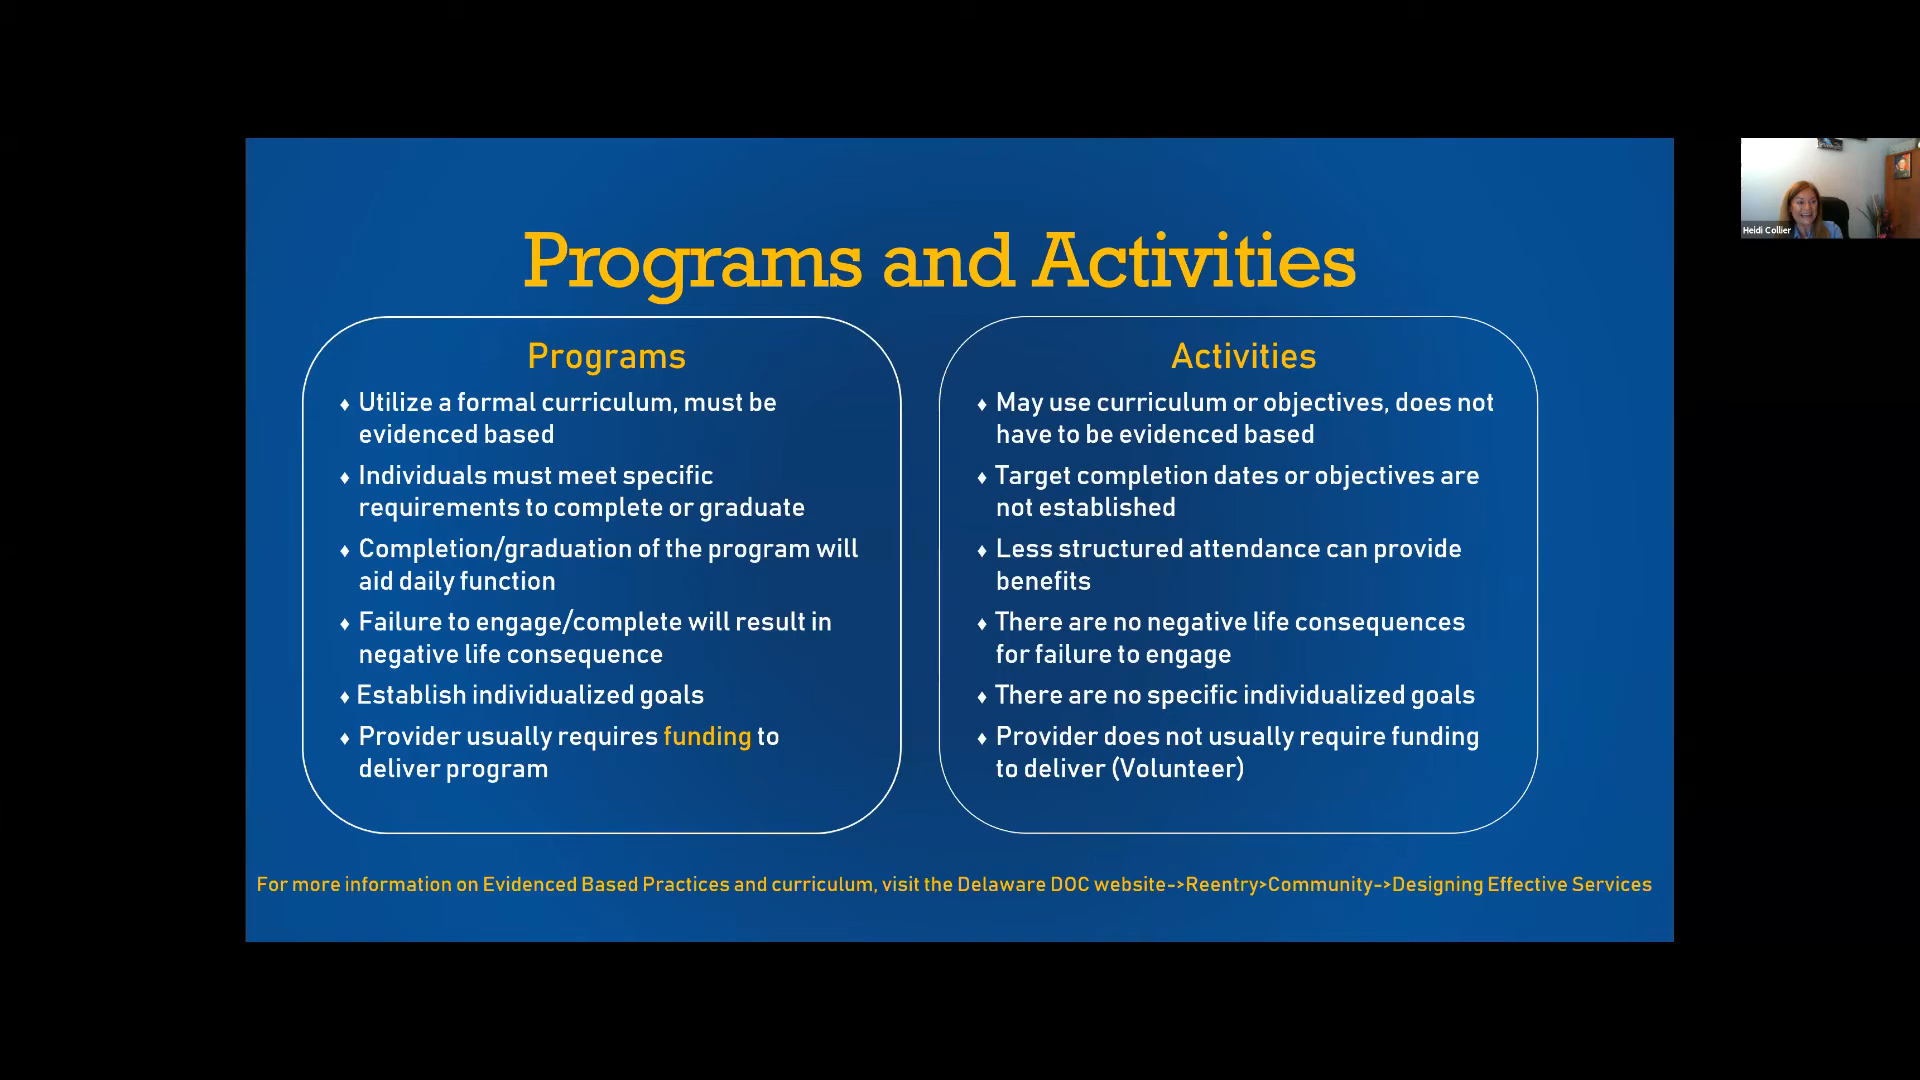 Programs and Activities
Programs
♦ Utilize a formal curriculum, must be
evidenced based
♦ Individuals must meet specific
requirements to complete or graduate
♦ Completion/graduation of the program will
aid daily function
♦ Failure to engage/complete will result in
negative life consequence
♦ Establish individualized goals
♦ Provider usually requires funding to
deliver program
Activities
♦ May use curriculum or objectives, does not
have to be evidenced based
♦ Target completion dates or objectives are
not established
♦ Less structured attendance can provide
benefits
♦ There are no negative life consequences
for failure to engage
♦ There are no specific individualized goals
♦ Provider does not usually require funding
to deliver (Volunteer)
For more information on Evidenced Based Practices and curriculum, visit the Delaware DOC website->Reentry>Community->Designing Effective Services
Heidi Collier